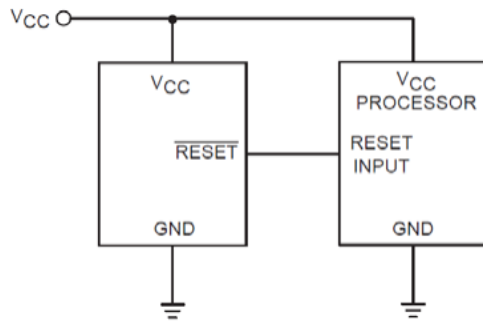 VCC
VCC
RESET
GND
VCC
PROCESSOR
RESET
INPUT
GND